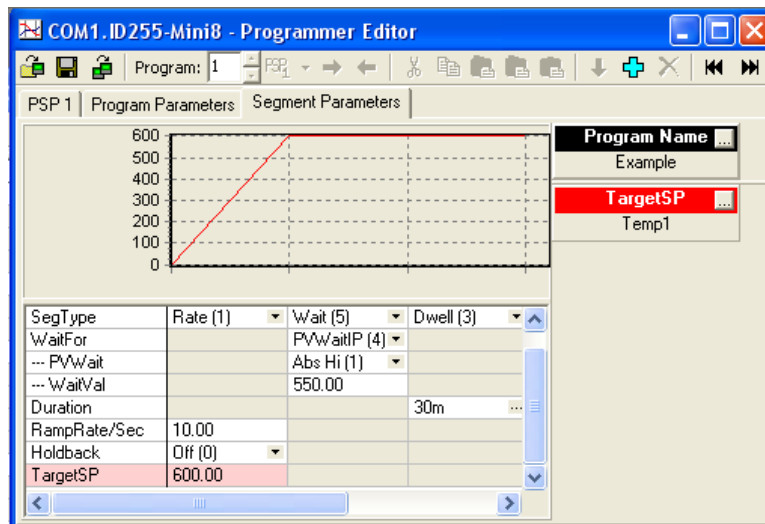 COM1.ID255-Mini8 - Programmer Editor
Program: 1 PSP1
PSP 1 Program Parameters Segment Parameters
600
500
400
300
200
100
0
Program Name ...
Example
TargetSP ...
Temp1
SegType Rate (1) Wait (5) Dwell (3)
WaitFor PVWaitIP (4)
--- PVWait Abs Hi (1)
--- WaitVal 550.00
Duration 30m ...
RampRate/Sec 10.00
Holdback Off (0)
TargetSP 600.00